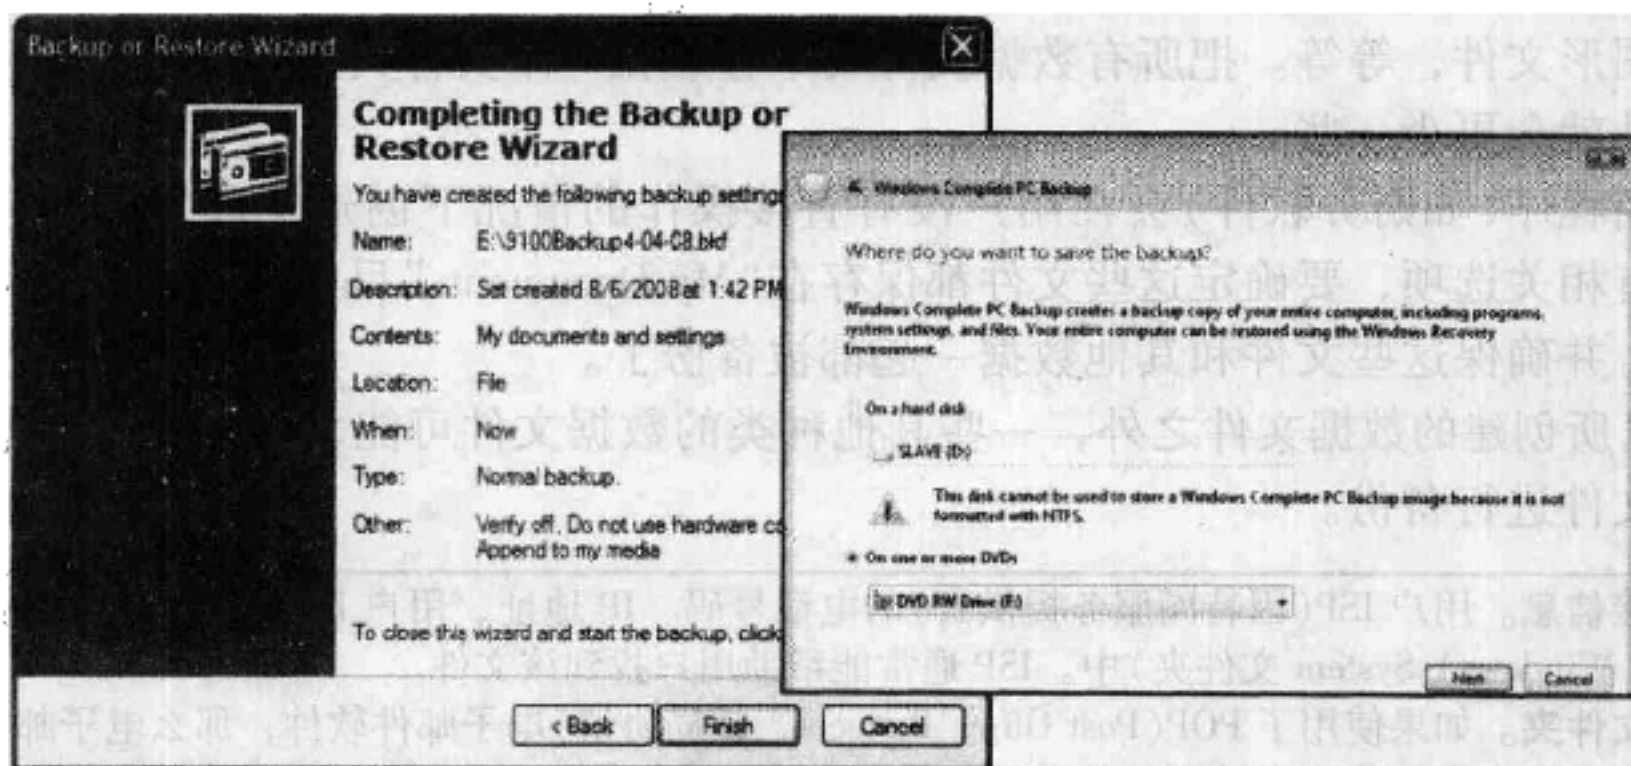 Backup or Restore Wizard
Completing the Backup or
Restore Wizard
You have created the following backup settings
Name: E:\9100Backup4-04-08.bkf
Description: Set created 8/6/2008 at 1:42 PM
Contents: My documents and settings
Location: File
When: Now
Type: Normal backup.
Other: Verify off. Do not use hardware co
Append to my media
To close this wizard and start the backup, click
< Back
Finish
Cancel
Windows Complete PC Backup
Where do you want to save the backup?
Windows Complete PC Backup creates a backup copy of your entire computer, including programs,
system settings, and files. Your entire computer can be restored using the Windows Recovery
Environment.
On a hard disk
SLAVE (D:)
This disk cannot be used to store a Windows Complete PC Backup image because it is not
formatted with NTFS.
On one or more DVDs
DVD RW Drive (F:)
Next
Cancel